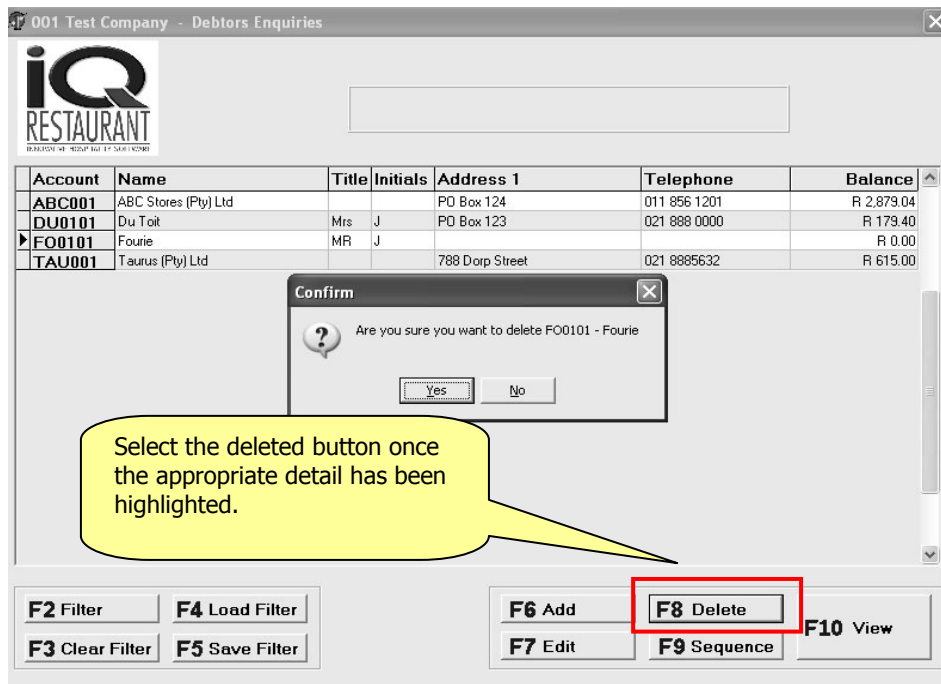 001 Test Company - Debtors Enquiries
iQ
RESTAURANT
INNOVATIVE HOSPITALITY SOFTWARE
Account Name Title Initials Address 1 Telephone Balance
ABC001 ABC Stores (Pty) Ltd PO Box 124 011 856 1201 R 2,879.04
DU0101 Du Toit Mrs J PO Box 123 021 888 0000 R 179.40
FO0101 Fourie MR J R 0.00
TAU001 Taurus (Pty) Ltd 788 Dorp Street 021 8885632 R 615.00
Confirm
Are you sure you want to delete FO0101 - Fourie
Yes No
Select the deleted button once
the appropriate detail has been
highlighted.
F2 Filter F4 Load Filter F6 Add F8 Delete
F10 View
F3 Clear Filter F5 Save Filter F7 Edit F9 Sequence